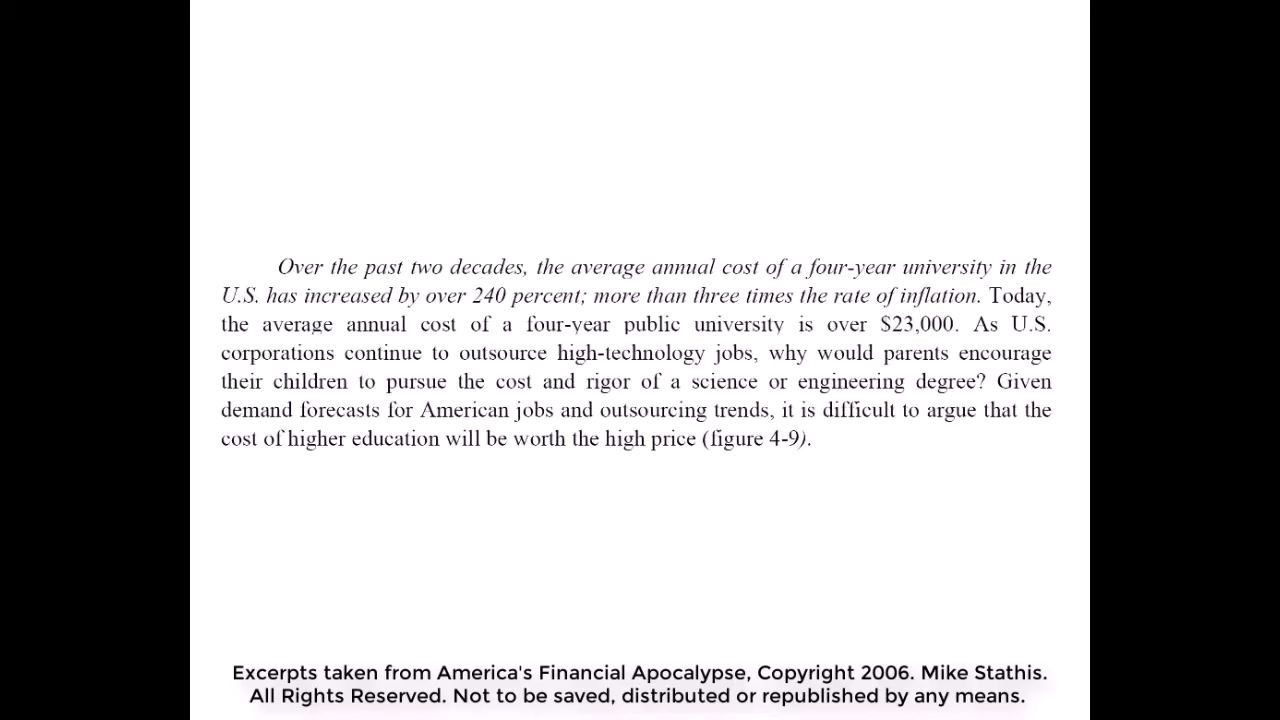 Over the past two decades, the average annual cost of a four-year university in the
U.S. has increased by over 240 percent; more than three times the rate of inflation. Today,
the average annual cost of a four-year public university is over $23,000. As U.S.
corporations continue to outsource high-technology jobs, why would parents encourage
their children to pursue the cost and rigor of a science or engineering degree? Given
demand forecasts for American jobs and outsourcing trends, it is difficult to argue that the
cost of higher education will be worth the high price (figure 4-9).
Excerpts taken from America's Financial Apocalypse, Copyright 2006. Mike Stathis.
All Rights Reserved. Not to be saved, distributed or republished by any means.